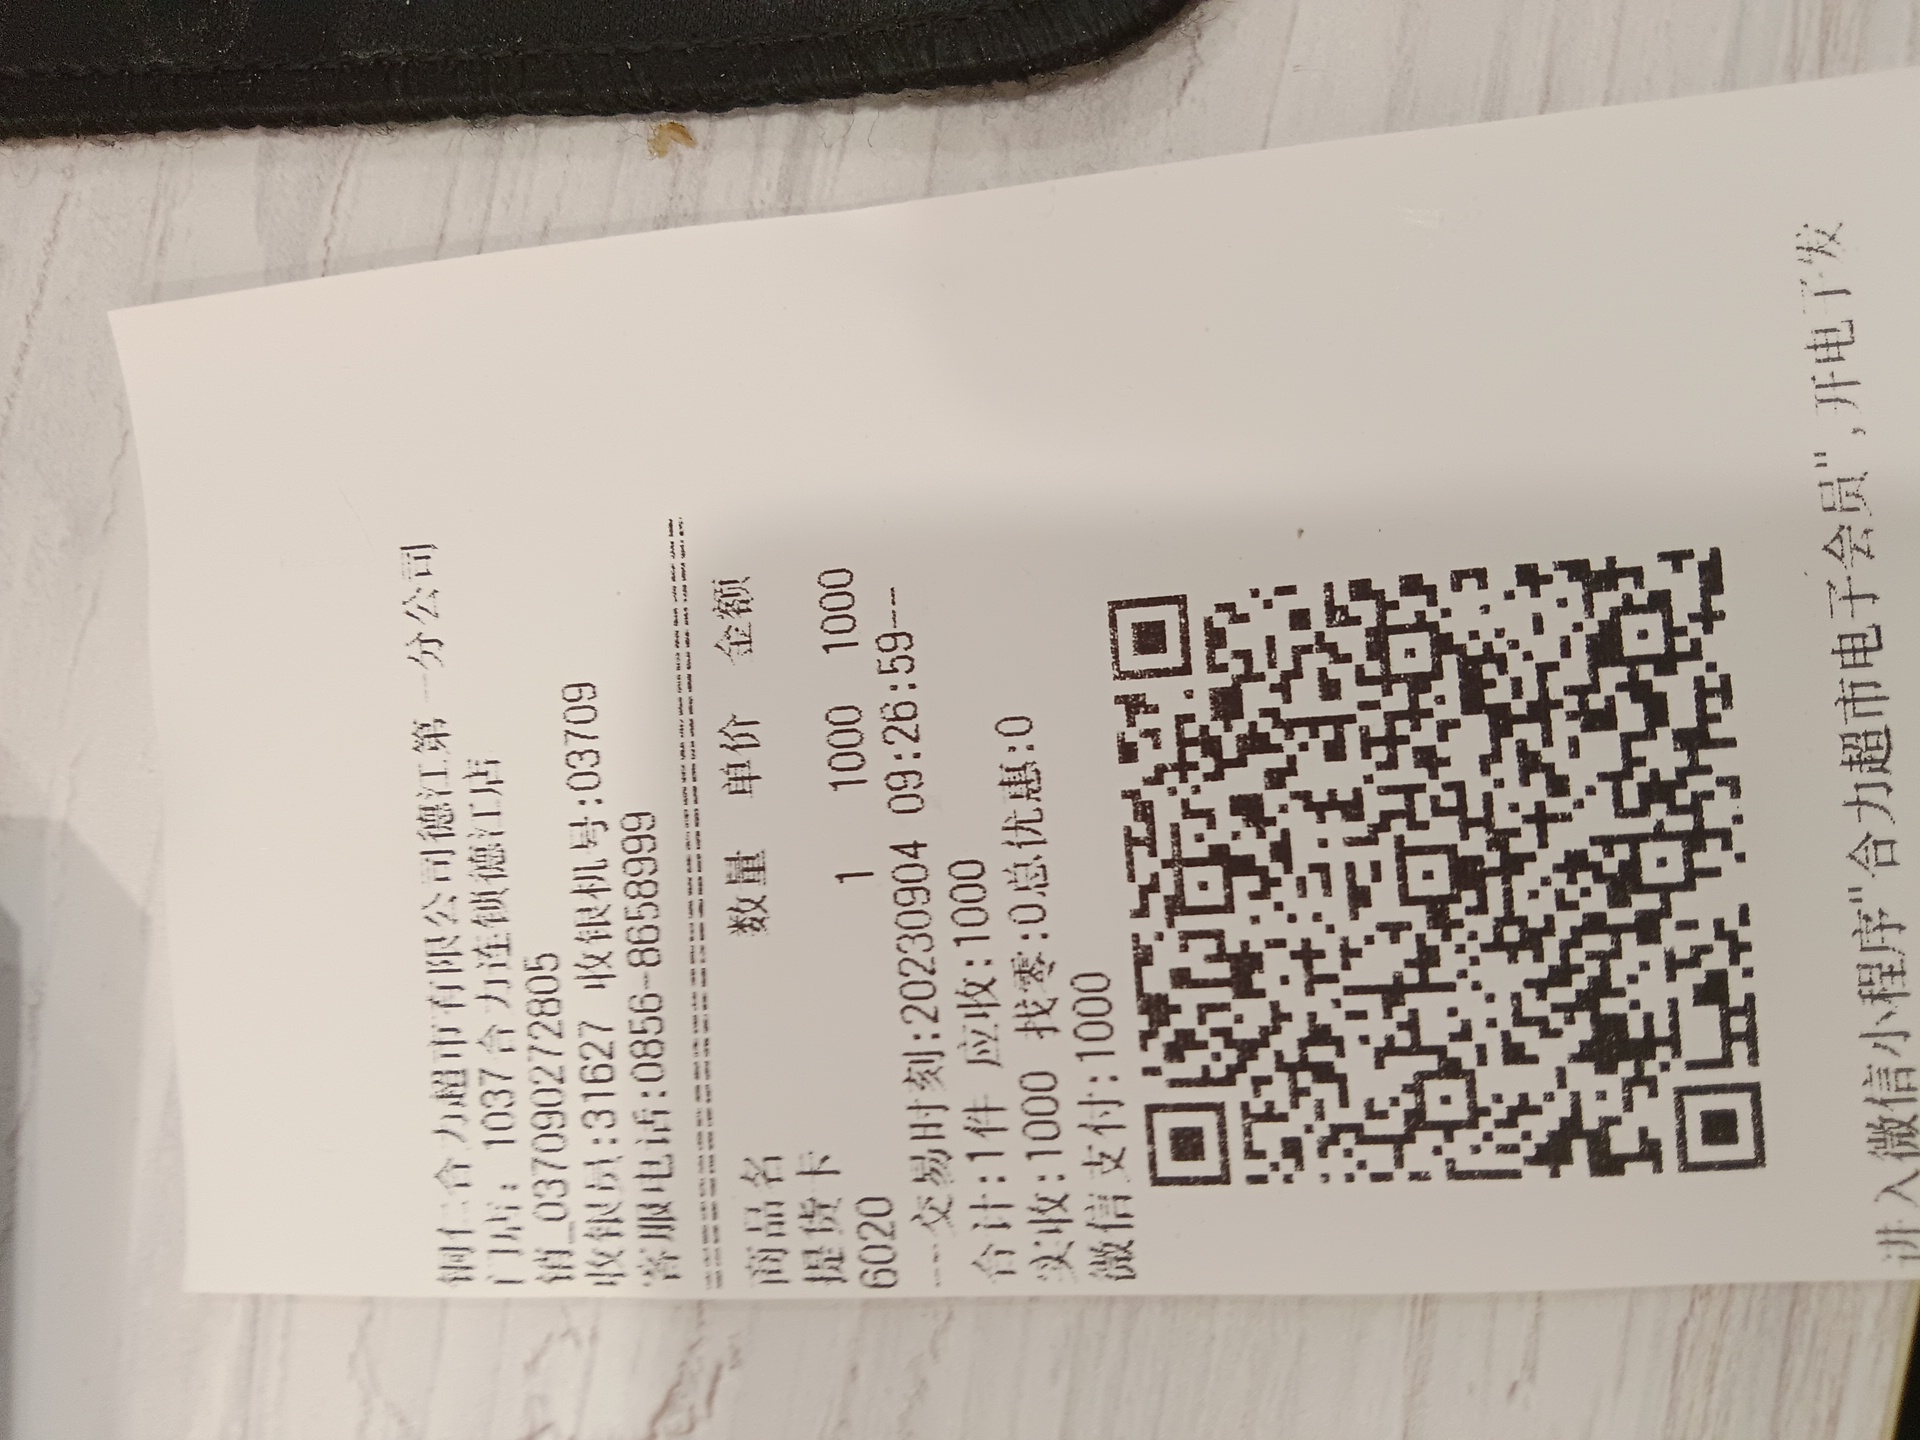 铜仁合力超市有限公司德江第一分公司
门店: 1037合力连锁德江店
销_037090272805
收银员:31627 收银机号:03709
客服电话:0856-8658999
商品名 数量 单价 金额
提货卡
6020 1 1000 1000
--交易时刻:20230904 09:26:59--
合计:1件 应收:1000
实收:1000 找零:0总优惠:0
微信支付:1000
进入微信小程序"合力超市电子会员",开电子发